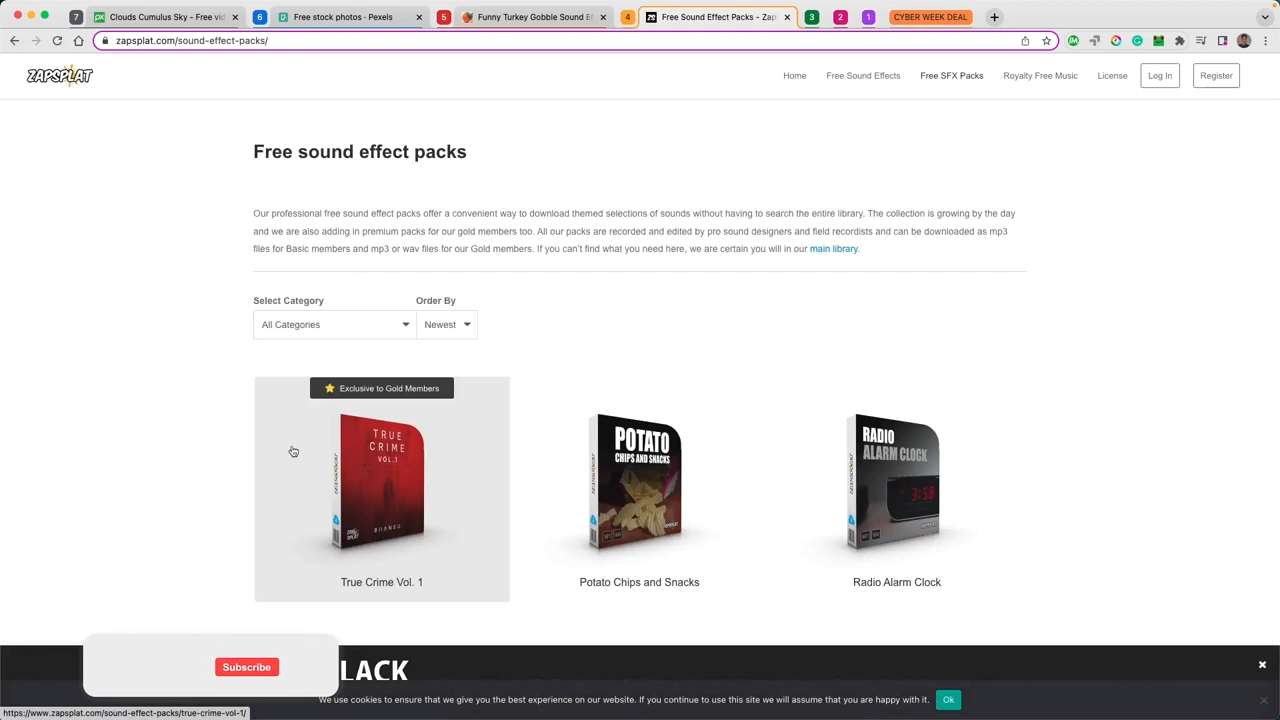 7
Clouds Cumulus Sky - Free vid
6
Free stock photos · Pexels
5
Funny Turkey Gobble Sound Ef
4
Free Sound Effect Packs - Zap
3
2
1
CYBER WEEK DEAL
zapsplat.com/sound-effect-packs/
ZAPSPLAT
Home
Free Sound Effects
Free SFX Packs
Royalty Free Music
License
Log In
Register
Free sound effect packs
Our professional free sound effect packs offer a convenient way to download themed selections of sounds without having to search the entire library. The collection is growing by the day
and we are also adding in premium packs for our gold members too. All our packs are recorded and edited by pro sound designers and field recordists and can be downloaded as mp3
files for Basic members and mp3 or wav files for our Gold members. If you can't find what you need here, we are certain you will in our main library.
Select Category
Order By
All Categories
Newest
Exclusive to Gold Members
TRUE
CRIME
VOL.1
POTATO
CHIPS AND SNACKS
RADIO
ALARM CLOCK
3:58
True Crime Vol. 1
Potato Chips and Snacks
Radio Alarm Clock
LACK
Subscribe
We use cookies to ensure that we give you the best experience on our website. If you continue to use this site we will assume that you are happy with it.
Ok
https://www.zapsplat.com/sound-effect-packs/true-crime-vol-1/